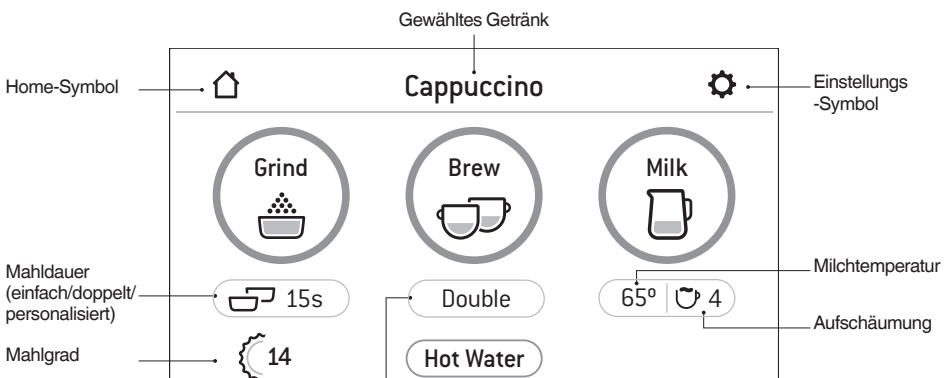 Gewähltes Getränk
Home-Symbol
Cappuccino
Einstellungs
-Symbol
Grind
Brew
Milk
Mahldauer
(einfach/doppelt/
personalisiert)
15s
Double
65º
4
Milchtemperatur
Aufschäumung
Mahlgrad
14
Hot Water